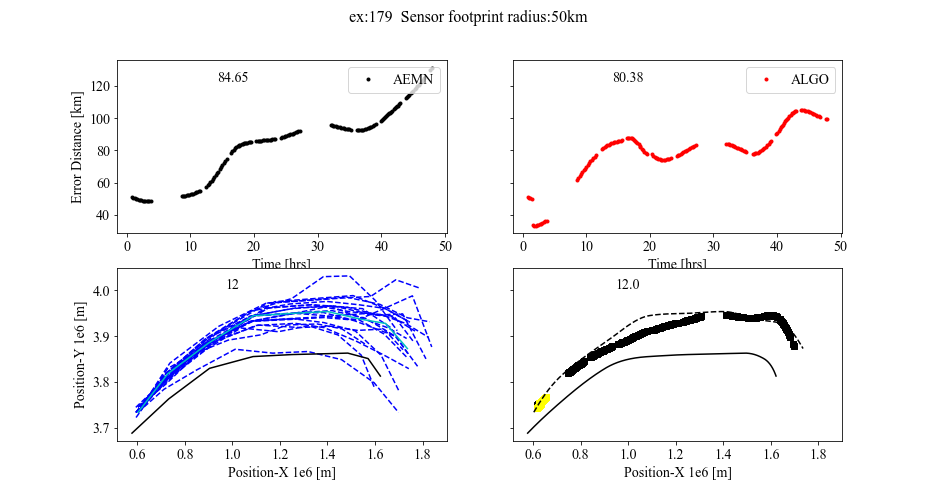 ex:179 Sensor footprint radius:50km
84.65
AEMN
80.38
ALGO
Error Distance [km]
120
100
80
60
40
0 10 20 30 40 50
0 10 20 30 40 50
Time [hrs]
Time [hrs]
12
12.0
Position-Y 1e6 [m]
4.0
3.9
3.8
3.7
0.6 0.8 1.0 1.2 1.4 1.6 1.8
0.6 0.8 1.0 1.2 1.4 1.6 1.8
Position-X 1e6 [m]
Position-X 1e6 [m]